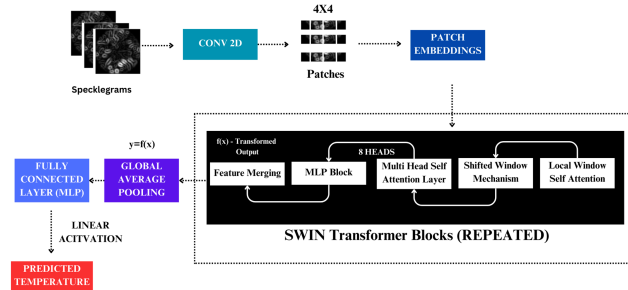 4X4
CONV 2D
PATCH
EMBEDDINGS
Patches
Specklegrams
y=f(x)
f(x) - Transformed
Output
8 HEADS
FULLY
CONNECTED
LAYER (MLP)
GLOBAL
AVERAGE
POOLING
Feature Merging
MLP Block
Multi Head Self
Attention Layer
Shifted Window
Mechanism
Local Window
Self Attention
SWIN Transformer Blocks (REPEATED)
LINEAR
ACITVATION
PREDICTED
TEMPERATURE